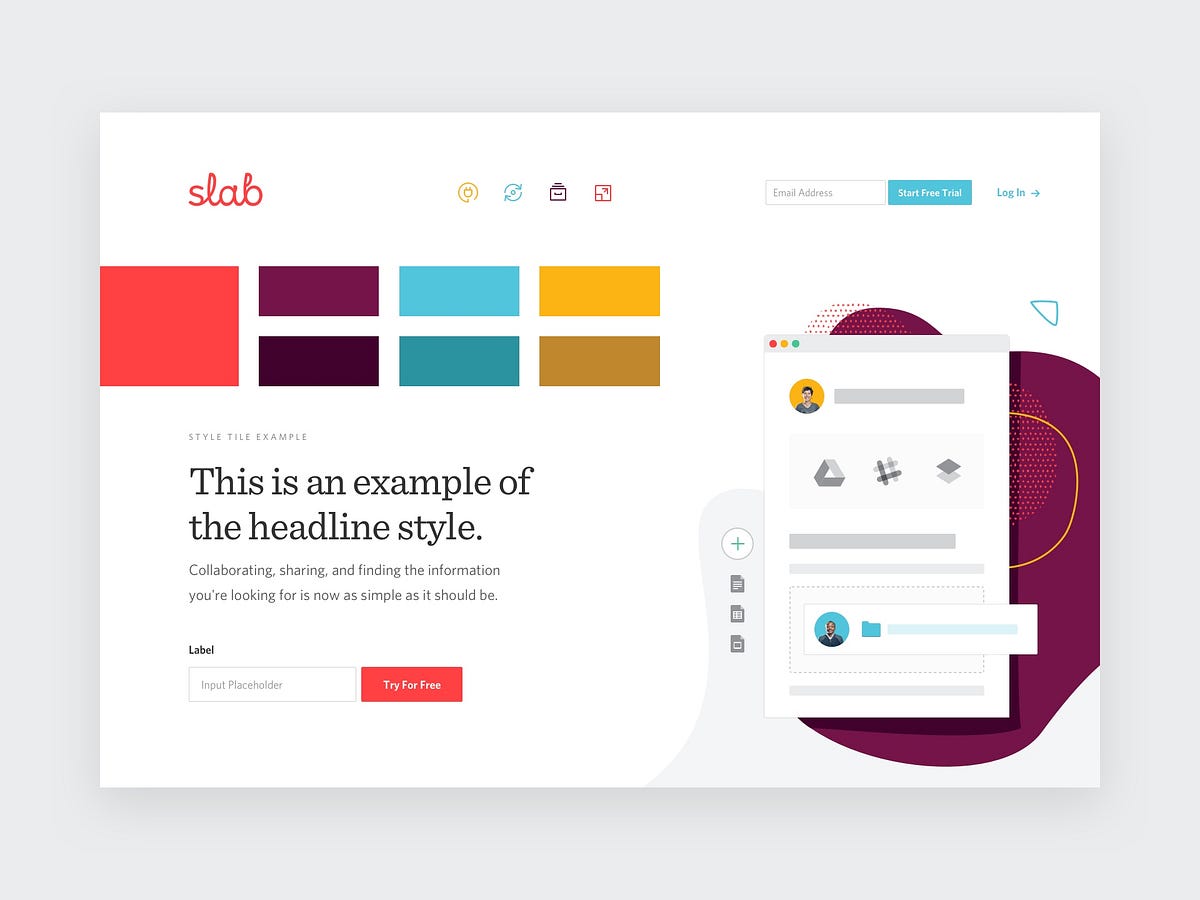 slab
Email Address
Start Free Trial
Log In →
STYLE TILE EXAMPLE
This is an example of
the headline style.
Collaborating, sharing, and finding the information
you're looking for is now as simple as it should be.
Label
Input Placeholder
Try For Free